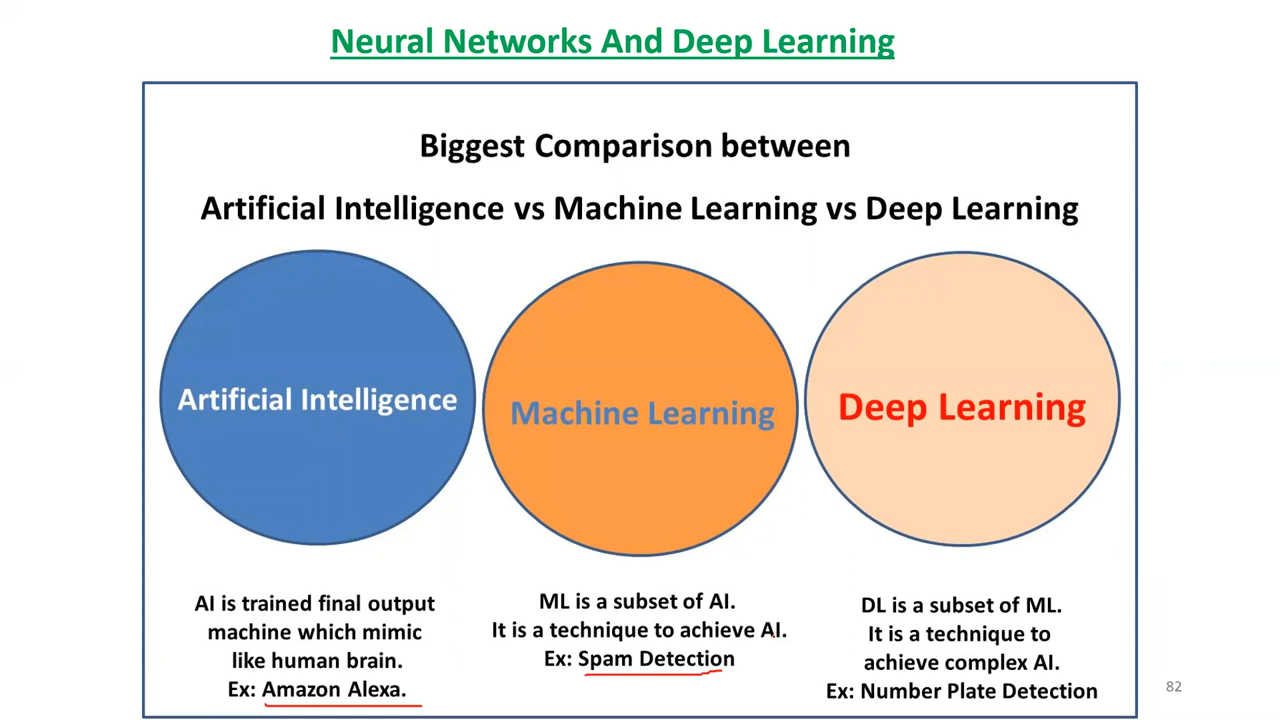 Neural Networks And Deep Learning
Biggest Comparison between
Artificial Intelligence vs Machine Learning vs Deep Learning
Artificial Intelligence
Machine Learning
Deep Learning
AI is trained final output
machine which mimic
like human brain.
Ex: Amazon Alexa.
ML is a subset of AI.
It is a technique to achieve AI.
Ex: Spam Detection
DL is a subset of ML.
It is a technique to
achieve complex AI.
Ex: Number Plate Detection
82